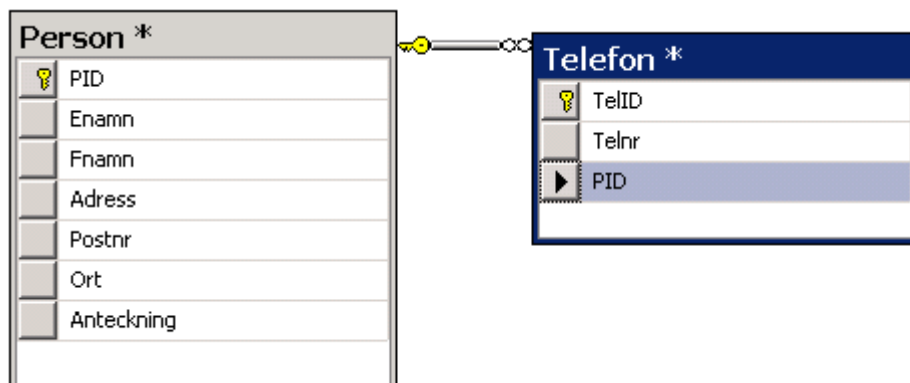 Person *
PID
Enamn
Fnamn
Adress
Postnr
Ort
Anteckning
Telefon *
TelID
Telnr
PID